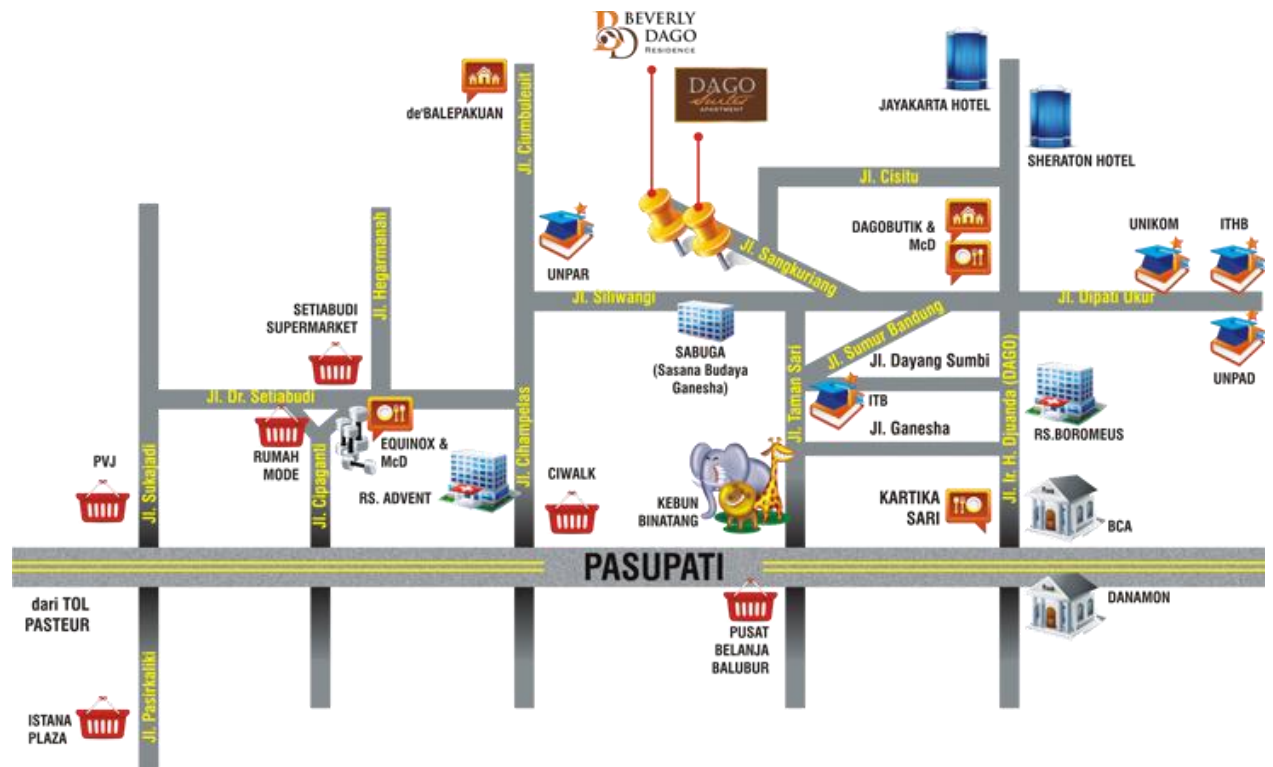 BEVERLY
DAGO
RESIDENCE
DAGO
Suites
APARTMENT
de'BALEPAKUAN
Jl. Ciumbuleuit
JAYAKARTA HOTEL
SHERATON HOTEL
Jl. Cisitu
UNPAR
Jl. Sangkuriang
DAGOBUTIK &
McD
UNIKOM
ITHB
Jl. Hegarmanah
Jl. Siliwangi
Jl. Dipati Ukur
SETIABUDI
SUPERMARKET
SABUGA
(Sasana Budaya
Ganesha)
Jl. Sumur Bandung
Jl. Dayang Sumbi
UNPAD
Jl. Dr. Setiabudi
Jl. Taman Sari
ITB
Jl. Ganesha
Jl. Ir. H. Djuanda (DAGO)
RS.BOROMEUS
PVJ
Jl. Sukajadi
RUMAH
MODE
Jl. Cipaganti
EQUINOX &
McD
RS. ADVENT
Jl. Cihampelas
CIWALK
KEBUN
BINATANG
KARTIKA
SARI
BCA
PASUPATI
dari TOL
PASTEUR
PUSAT
BELANJA
BALUBUR
DANAMON
ISTANA
PLAZA
Jl. Pasirkaliki